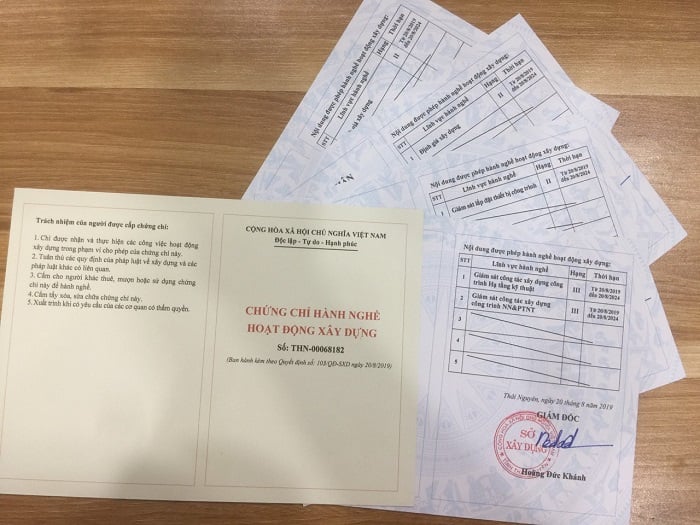 Trách nhiệm của người được cấp chứng chỉ:
1. Chỉ được nhận và thực hiện các công việc hoạt động
xây dựng trong phạm vi cho phép của chứng chỉ này.
2. Tuân thủ các quy định của pháp luật về xây dựng và các
pháp luật khác có liên quan.
3. Cấm cho người khác thuê, mượn hoặc sử dụng chứng
chỉ này để hành nghề.
4. Cấm tẩy xóa, sửa chữa chứng chỉ này.
5. Xuất trình khi có yêu cầu của các cơ quan có thẩm quyền.
CỘNG HÒA XÃ HỘI CHỦ NGHĨA VIỆT NAM
Độc lập - Tự do - Hạnh phúc
CHỨNG CHỈ HÀNH NGHỀ
HOẠT ĐỘNG XÂY DỰNG
Số: THN-00068182
(Ban hành kèm theo Quyết định số: 103/QĐ-SXD ngày 20/8/2019)
Nội dung được phép hành nghề hoạt động xây dựng:
STT Lĩnh vực hành nghề Hạng Thời hạn
II Từ 20/8/2019
đến 20/8/2024
giá xây dựng
Nội dung được phép hành nghề hoạt động xây dựng:
STT Lĩnh vực hành nghề Hạng Thời hạn
1 Định giá xây dựng II Từ 20/8/2019
đến 20/8/2024
Nội dung được phép hành nghề hoạt động xây dựng:
STT Lĩnh vực hành nghề Hạng Thời hạn
1 Giám sát lắp đặt thiết bị công trình II Từ 20/8/2019
đến 20/8/2024
Nội dung được phép hành nghề hoạt động xây dựng:
STT Lĩnh vực hành nghề Hạng Thời hạn
1 Giám sát công tác xây dựng III Từ 20/8/2019
công trình Hạ tầng kỹ thuật đến 20/8/2024
2 Giám sát công tác xây dựng III Từ 20/8/2019
công trình NN&PTNT đến 20/8/2024
3
4
5
Thái Nguyên, ngày 20 tháng 8 năm 2019
GIÁM ĐỐC
SỞ
XÂY DỰNG
Hoàng Đức Khánh